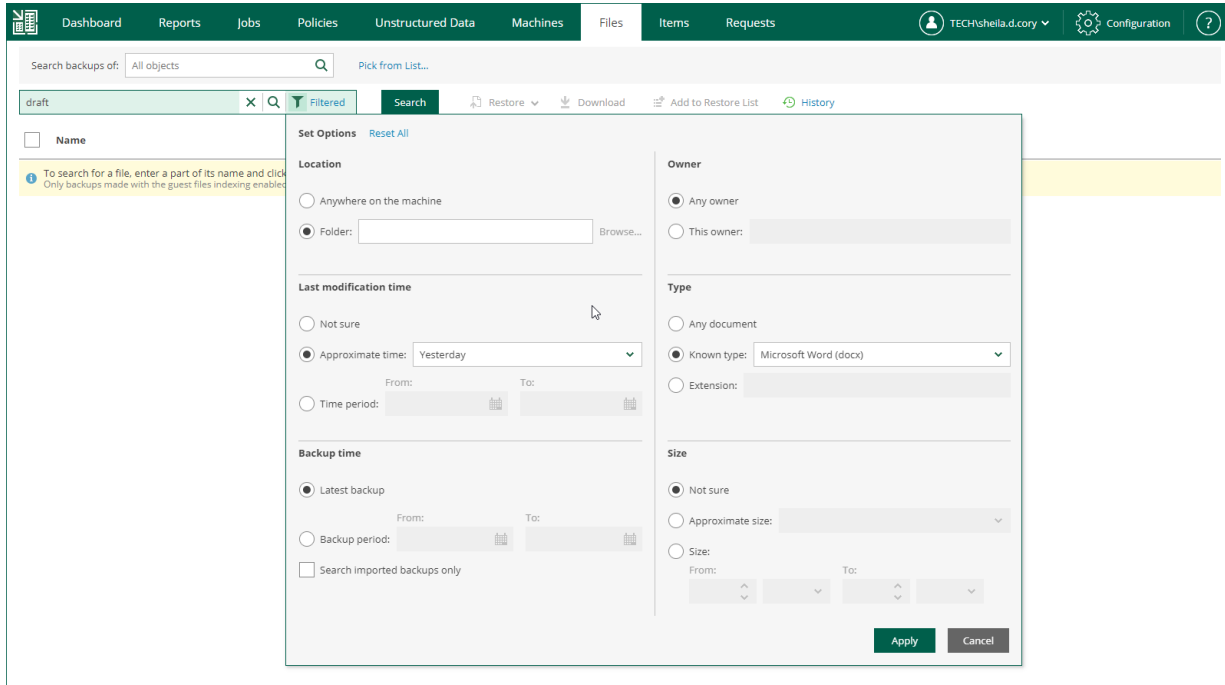 Dashboard Reports Jobs Policies Unstructured Data Machines Files Items Requests TECH\sheila.d.cory Configuration ?
Search backups of: All objects Pick from List...
draft Filtered Search Restore Download Add to Restore List History
Name
To search for a file, enter a part of its name and click
Only backups made with the guest files indexing enabled
Set Options Reset All
Location
Anywhere on the machine
Folder: Browse...
Owner
Any owner
This owner:
Last modification time
Not sure
Approximate time: Yesterday
From: To:
Time period:
Type
Any document
Known type: Microsoft Word (docx)
Extension:
Backup time
Latest backup
From: To:
Backup period:
Search imported backups only
Size
Not sure
Approximate size:
Size:
From: To:
Apply Cancel